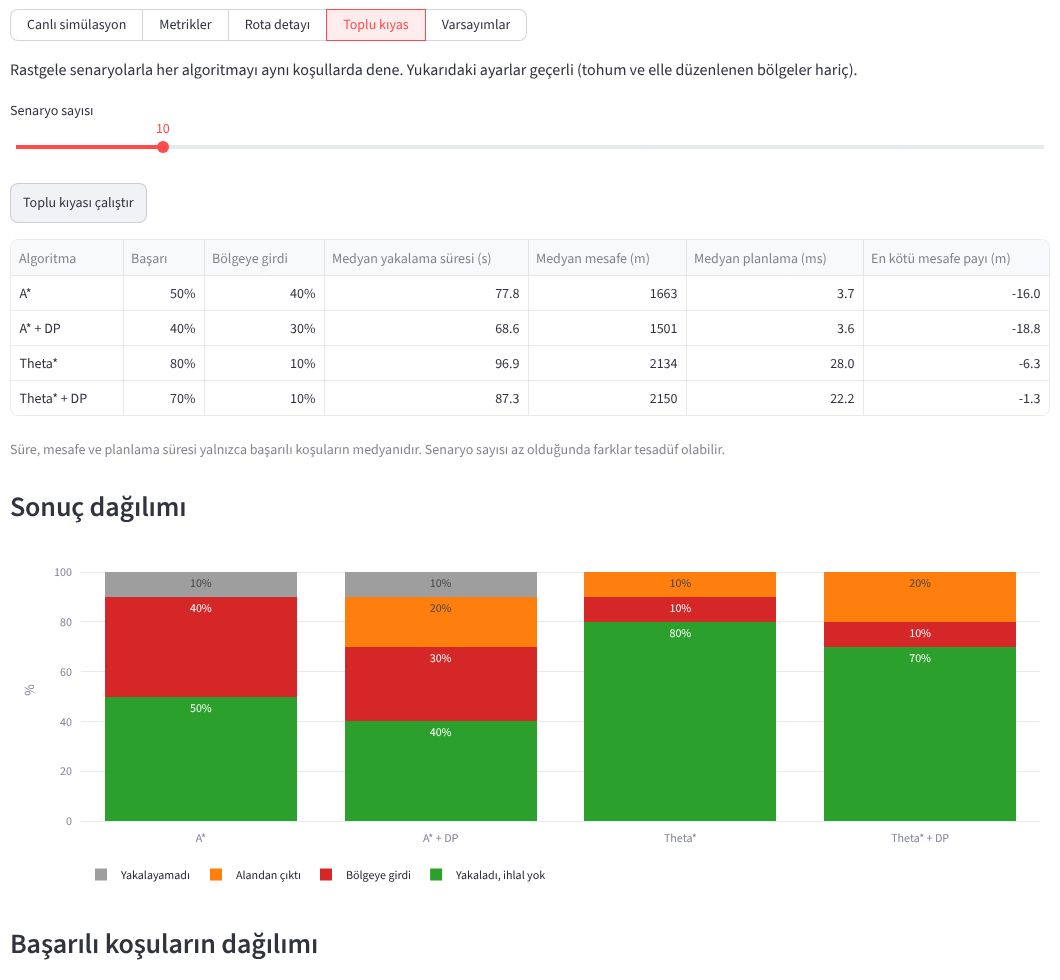 Canlı simülasyon Metrikler Rota detayı Toplu kıyas Varsayımlar
Rastgele senaryolarla her algoritmayı aynı koşullarda dene. Yukarıdaki ayarlar geçerli (tohum ve elle düzenlenen bölgeler hariç).
Senaryo sayısı
10
Toplu kıyası çalıştır
Algoritma Başarı Bölgeye girdi Medyan yakalama süresi (s) Medyan mesafe (m) Medyan planlama (ms) En kötü mesafe payı (m)
A* 50% 40% 77.8 1663 3.7 -16.0
A* + DP 40% 30% 68.6 1501 3.6 -18.8
Theta* 80% 10% 96.9 2134 28.0 -6.3
Theta* + DP 70% 10% 87.3 2150 22.2 -1.3
Süre, mesafe ve planlama süresi yalnızca başarılı koşuların medyanıdır. Senaryo sayısı az olduğunda farklar tesadüf olabilir.
Sonuç dağılımı
100 10% 10% 10% 20%
40% 20% 10%
80 30% 80% 10%
60 50% 40% 70%
%
40
20
0
A* A* + DP Theta* Theta* + DP
Yakalayamadı Alandan çıktı Bölgeye girdi Yakaladı, ihlal yok
Başarılı koşuların dağılımı